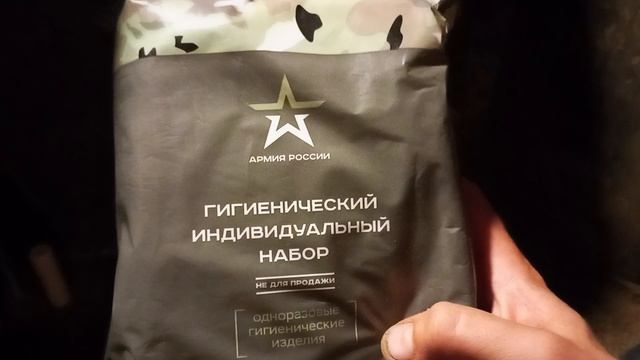 АРМИЯ РОССИИ
ГИГИЕНИЧЕСКИЙ
ИНДИВИДУАЛЬНЫЙ
НАБОР
НЕ ДЛЯ ПРОДАЖИ
одноразовые
гигиенические
изделия